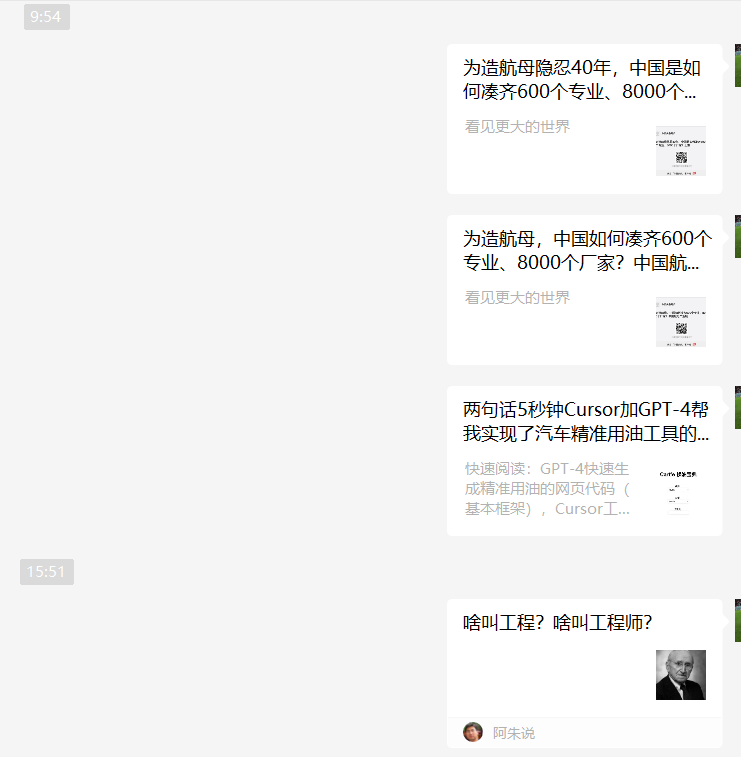 9:54
为造航母隐忍40年，中国是如
何凑齐600个专业、8000个...
看见更大的世界
为造航母，中国如何凑齐600个
专业、8000个厂家？中国航...
看见更大的世界
两句话5秒钟Cursor加GPT-4帮
我实现了汽车精准用油工具的...
快速阅读：GPT-4快速生
成精准用油的网页代码（
基本框架），Cursor工...
15:51
啥叫工程？啥叫工程师？
阿朱说